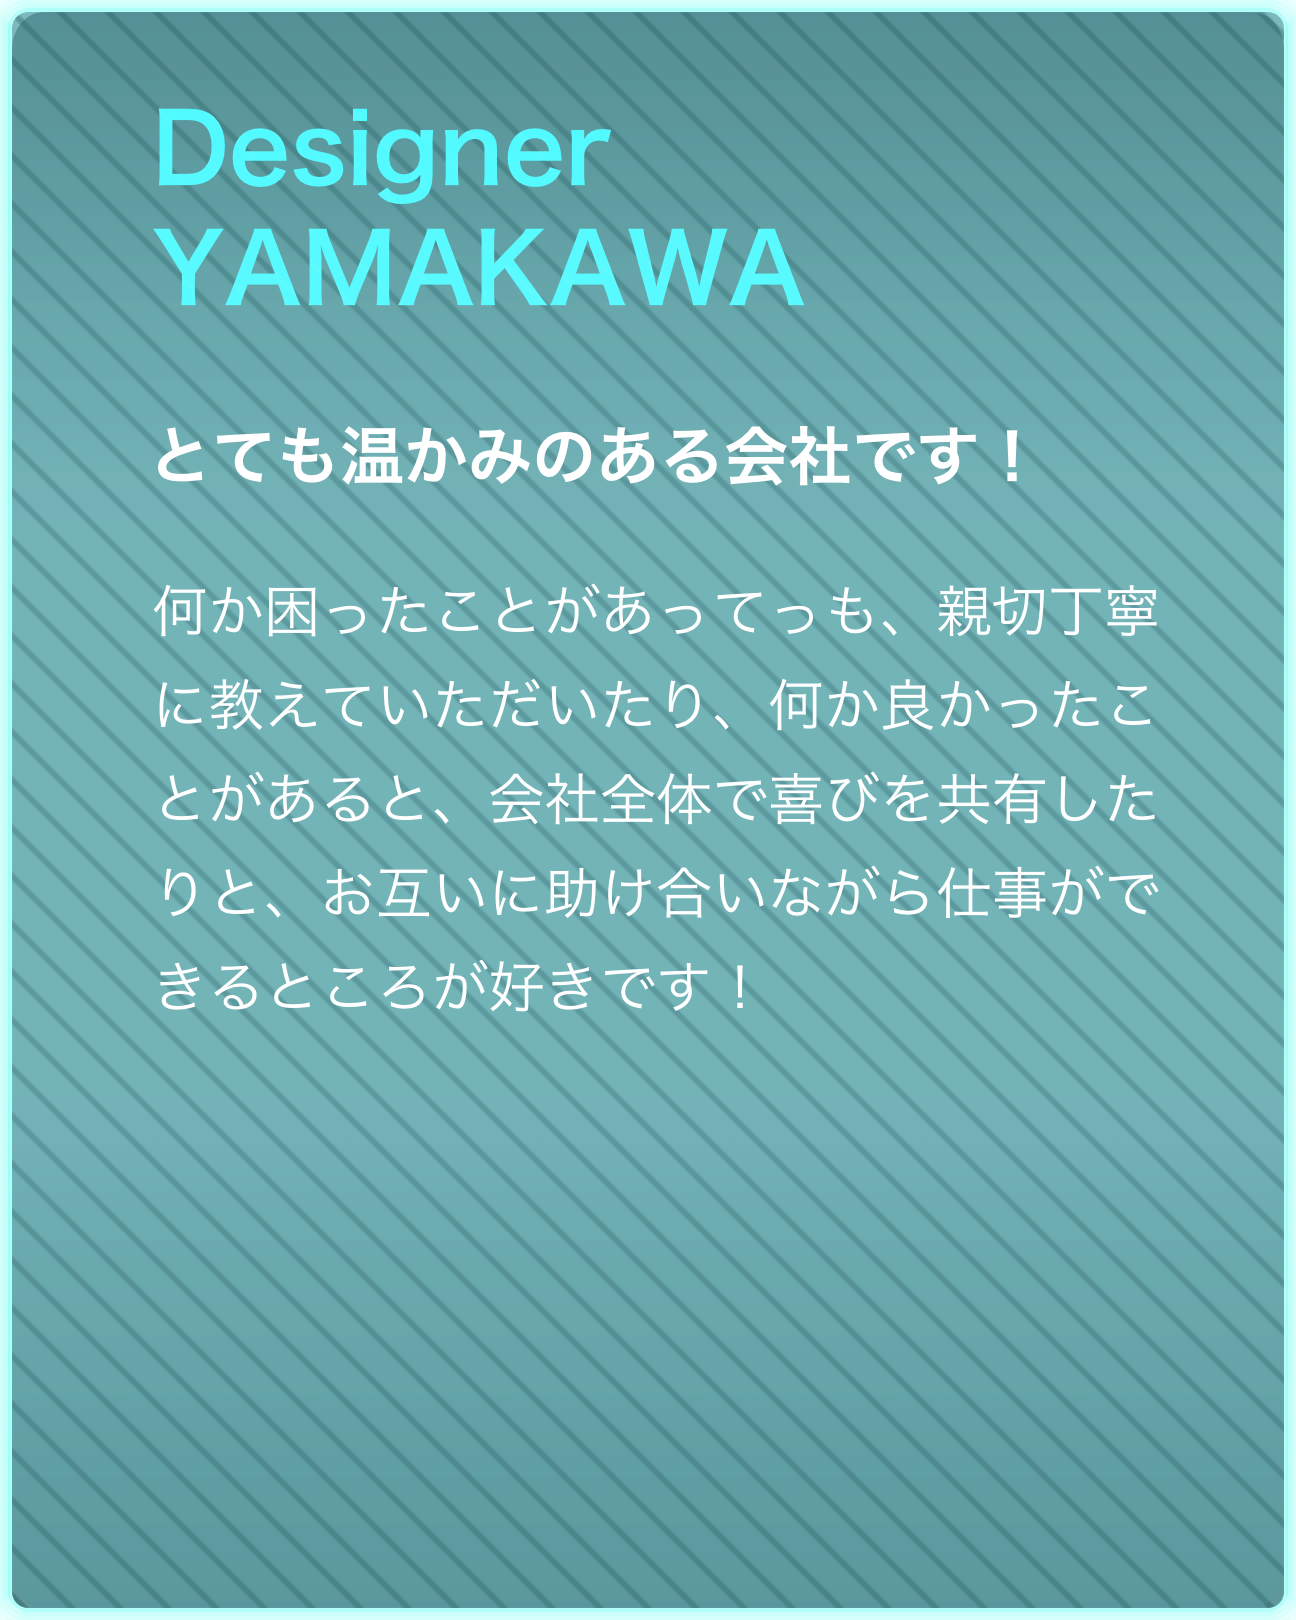 Designer
YAMAKAWA
とても温かみのある会社です！
何か困ったことがあってっも、親切丁寧
に教えていただいたり、何か良かったこ
とがあると、会社全体で喜びを共有した
りと、お互いに助け合いながら仕事がで
きるところが好きです！